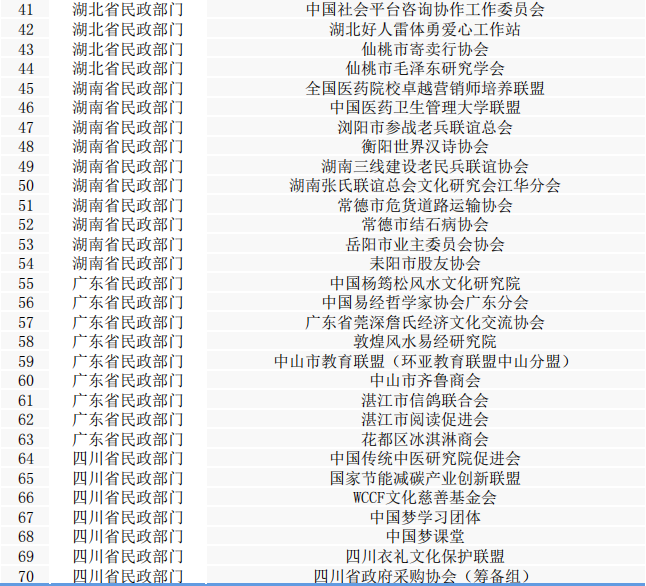 41 湖北省民政部门 中国社会平台咨询协作工作委员会
42 湖北省民政部门 湖北好人雷体勇爱心工作站
43 湖北省民政部门 仙桃市寄卖行协会
44 湖北省民政部门 仙桃市毛泽东研究学会
45 湖南省民政部门 全国医药院校卓越营销师培养联盟
46 湖南省民政部门 中国医药卫生管理大学联盟
47 湖南省民政部门 浏阳市参战老兵联谊总会
48 湖南省民政部门 衡阳世界汉诗协会
49 湖南省民政部门 湖南三线建设老民兵联谊协会
50 湖南省民政部门 湖南张氏联谊总会文化研究会江华分会
51 湖南省民政部门 常德市危货道路运输协会
52 湖南省民政部门 常德市结石病协会
53 湖南省民政部门 岳阳市业主委员会协会
54 湖南省民政部门 耒阳市股友协会
55 广东省民政部门 中国杨筠松风水文化研究院
56 广东省民政部门 中国易经哲学家协会广东分会
57 广东省民政部门 广东省莞深詹氏经济文化交流协会
58 广东省民政部门 敦煌风水易经研究院
59 广东省民政部门 中山市教育联盟（环亚教育联盟中山分盟）
60 广东省民政部门 中山市齐鲁商会
61 广东省民政部门 湛江市信鸽联合会
62 广东省民政部门 湛江市阅读促进会
63 广东省民政部门 花都区冰淇淋商会
64 四川省民政部门 中国传统中医研究院促进会
65 四川省民政部门 国家节能减碳产业创新联盟
66 四川省民政部门 WCCF文化慈善基金会
67 四川省民政部门 中国梦学习团体
68 四川省民政部门 中国梦课堂
69 四川省民政部门 四川衣礼文化保护联盟
70 四川省民政部门 四川省政府采购协会（筹备组）